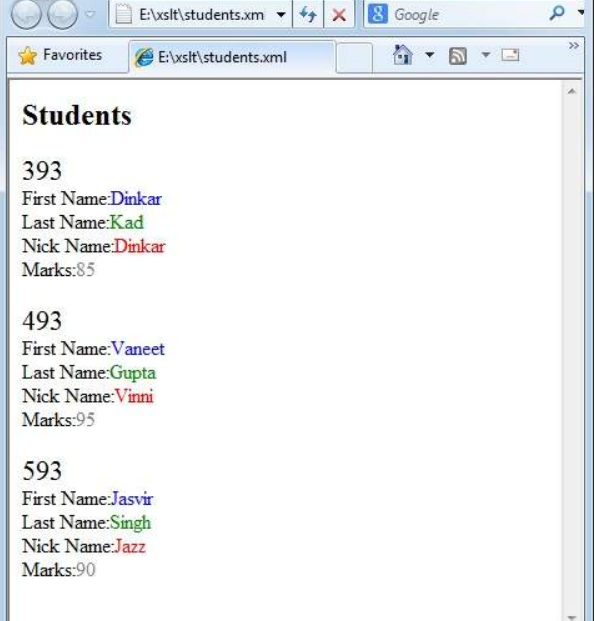 E:\xslt\students.xm
Google
Favorites
E:\xslt\students.xml
Students
393
First Name:Dinkar
Last Name:Kad
Nick Name:Dinkar
Marks:85
493
First Name:Vaneet
Last Name:Gupta
Nick Name:Vinni
Marks:95
593
First Name:Jasvir
Last Name:Singh
Nick Name:Jazz
Marks:90